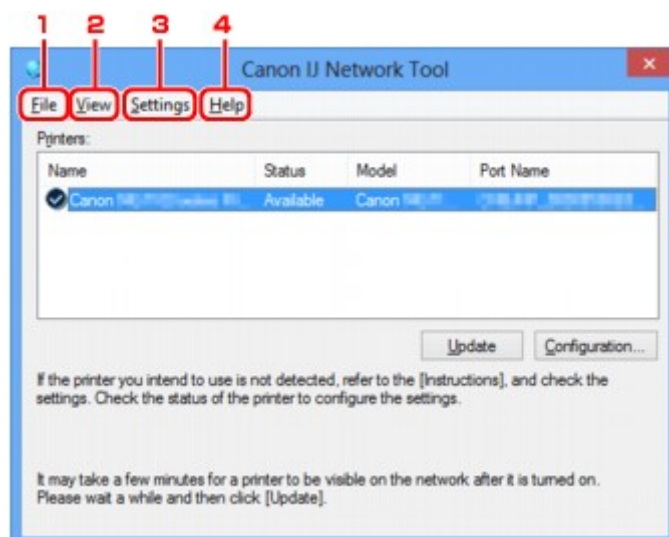 1 2 3 4
Canon IJ Network Tool
File View Settings Help
Printers:
Name Status Model Port Name
Canon Available Canon
Update Configuration...
If the printer you intend to use is not detected, refer to the [Instructions], and check the
settings. Check the status of the printer to configure the settings.
It may take a few minutes for a printer to be visible on the network after it is turned on.
Please wait a while and then click [Update].